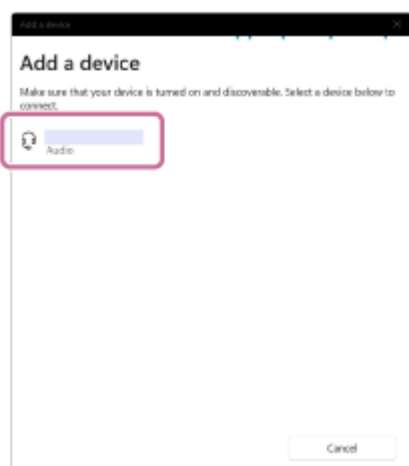 Add a device
Add a device
Make sure that your device is turned on and discoverable. Select a device below to
connect.
Audio
Cancel